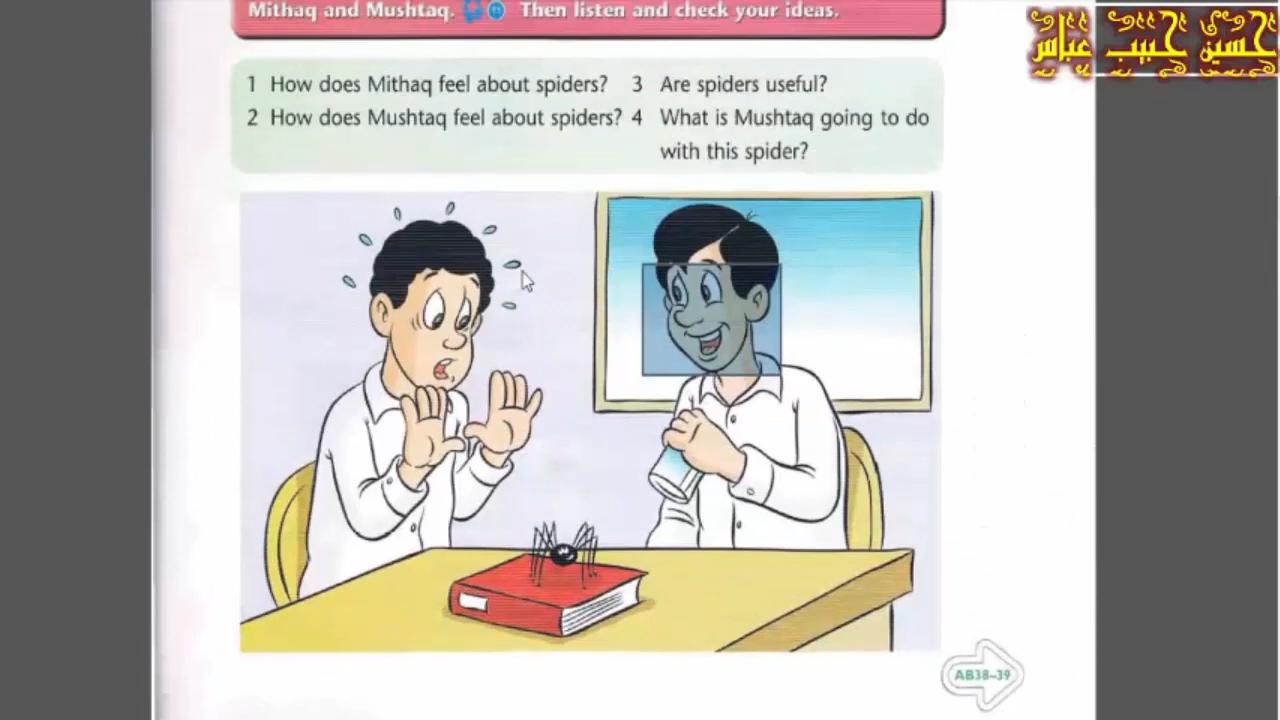 Mithaq and Mushtaq. Then listen and check your ideas.
حسين حبيب عباس
1 How does Mithaq feel about spiders?
2 How does Mushtaq feel about spiders?
3 Are spiders useful?
4 What is Mushtaq going to do
with this spider?
AB38–39